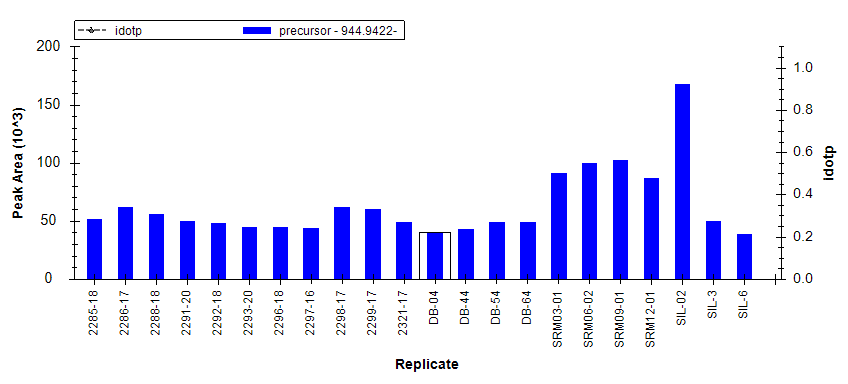 idotp precursor - 944.9422-
200
150
100
50
0
Peak Area (10^3)
1.0
0.8
0.6
0.4
0.2
0.0
Idotp
2285-18
2286-17
2288-18
2291-20
2292-18
2293-20
2296-18
2297-16
2298-17
2299-17
2321-17
DB-04
DB-44
DB-54
DB-64
SRM03-01
SRM06-02
SRM09-01
SRM12-01
SIL-02
SIL-3
SIL-6
Replicate